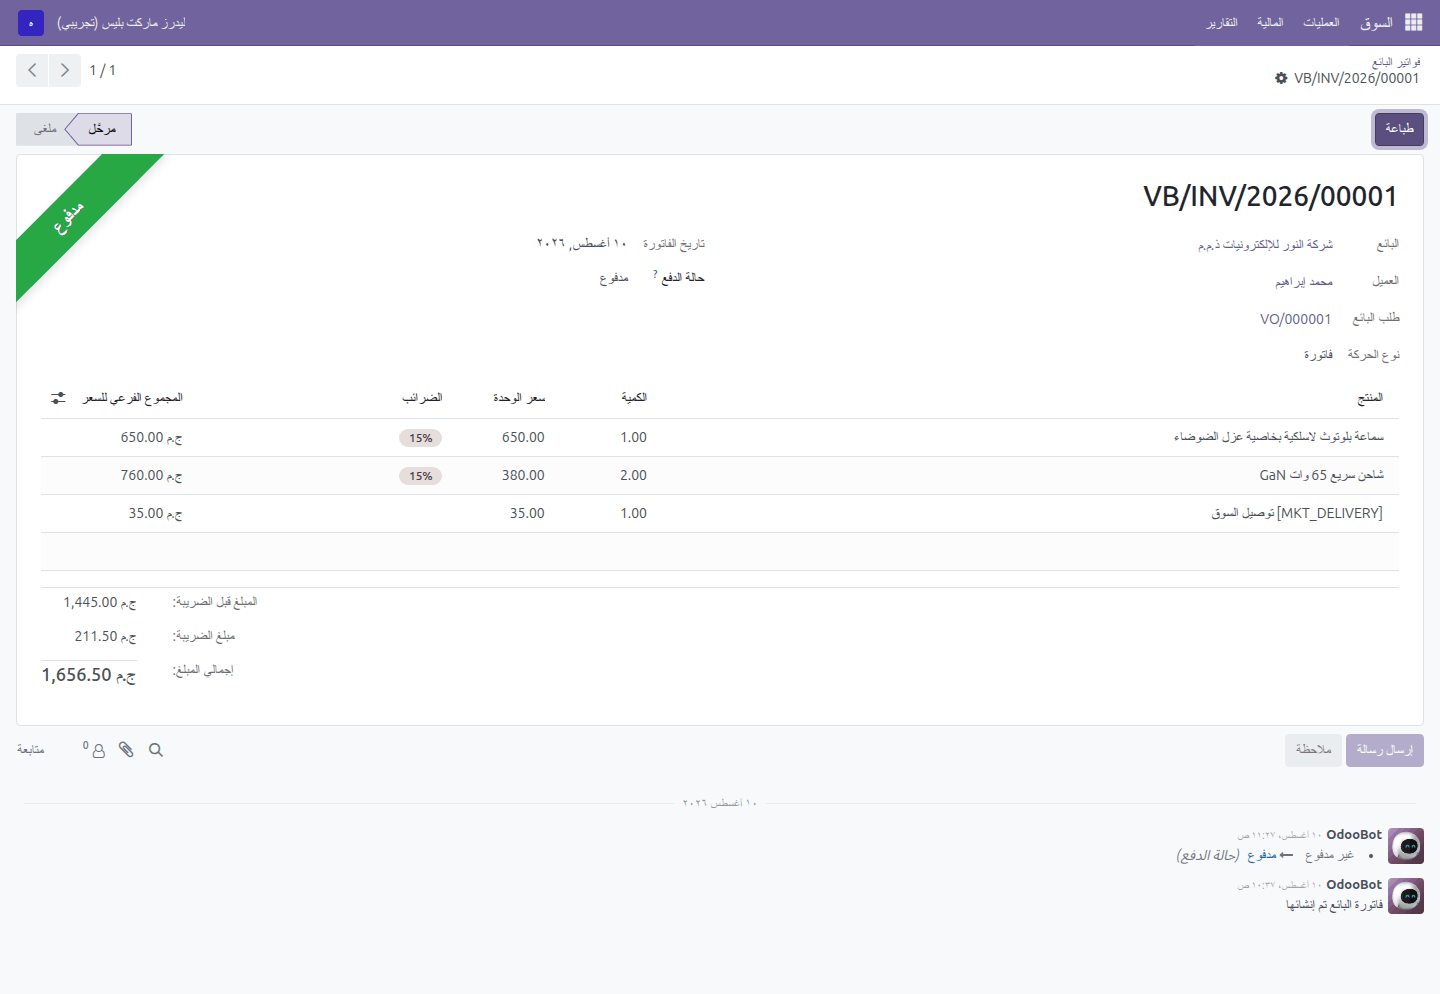 السوق العمليات المالية التقارير
ليدرز ماركت بليس (تجريبي) ه
فواتير البائع
VB/INV/2026/00001
1 / 1
طباعة
مرحّل ملغى
مدفوع
VB/INV/2026/00001
البائع شركة النور للإلكترونيات ذ.م.م
تاريخ الفاتورة ١٠ أغسطس, ٢٠٢٦
العميل محمد إبراهيم
حالة الدفع ? مدفوع
طلب البائع VO/000001
نوع الحركة فاتورة
المنتج الكمية سعر الوحدة الضرائب المجموع الفرعي للسعر
سماعة بلوتوث لاسلكية بخاصية عزل الضوضاء 1.00 650.00 15% 650.00 ج.م
شاحن سريع 65 وات GaN 2.00 380.00 15% 760.00 ج.م
[MKT_DELIVERY] توصيل السوق 1.00 35.00 35.00 ج.م
المبلغ قبل الضريبة: 1,445.00 ج.م
مبلغ الضريبة: 211.50 ج.م
إجمالي المبلغ: 1,656.50 ج.م
إرسال رسالة ملاحظة
0 متابعة
١٠ أغسطس ٢٠٢٦
OdooBot ١٠ أغسطس، ١١:٢٧ ص
غير مدفوع مدفوع (حالة الدفع)
OdooBot ١٠ أغسطس، ١٠:٣٧ ص
فاتورة البائع تم إنشائها